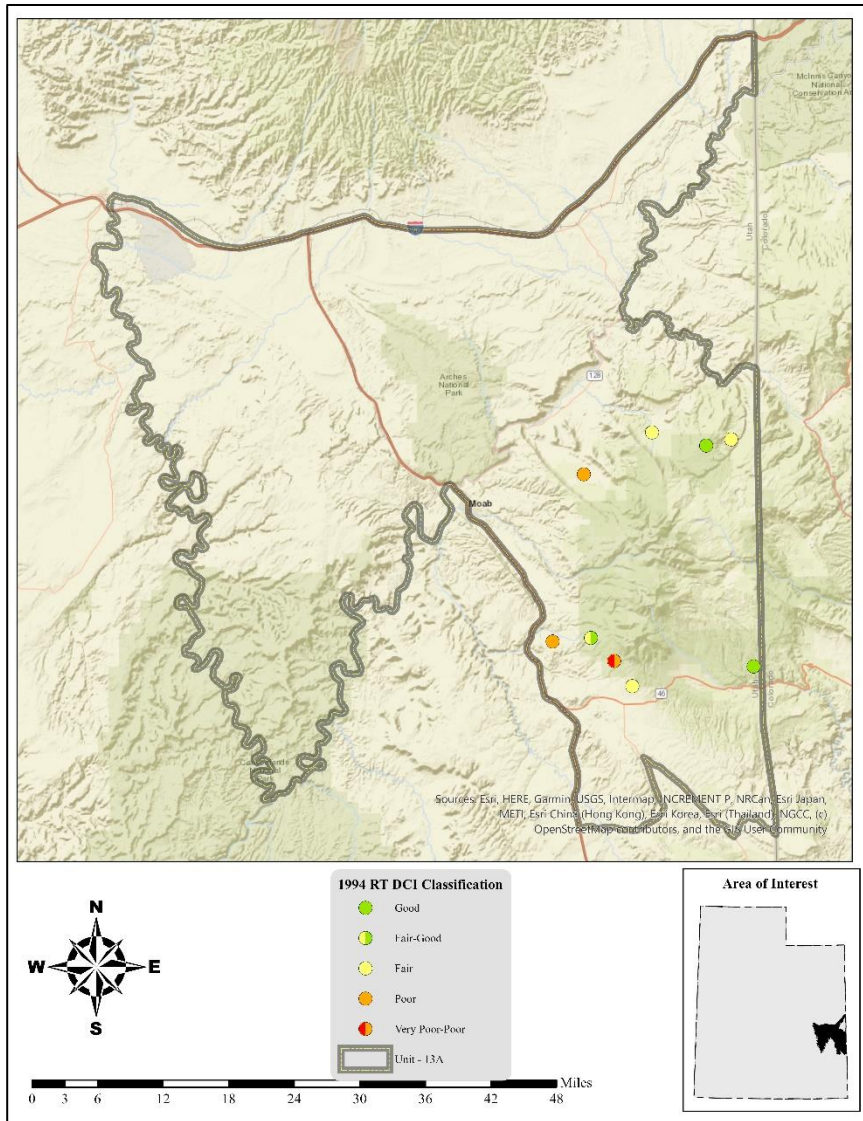 McInnis Canyons
National
Conservation Area
Utah
Colorado
Arches
National
Park
128
Moab
46
Utah
Colorado
Sources: Esri, HERE, Garmin, USGS, Intermap, INCREMENT P, NRCan, Esri Japan,
METI, Esri China (Hong Kong), Esri Korea, Esri (Thailand), NGCC, (c)
OpenStreetMap contributors, and the GIS User Community
N
W E
S
1994 RT DCI Classification
Good
Fair-Good
Fair
Poor
Very Poor-Poor
Unit - 13A
Area of Interest
Miles
0 3 6 12 18 24 30 36 42 48